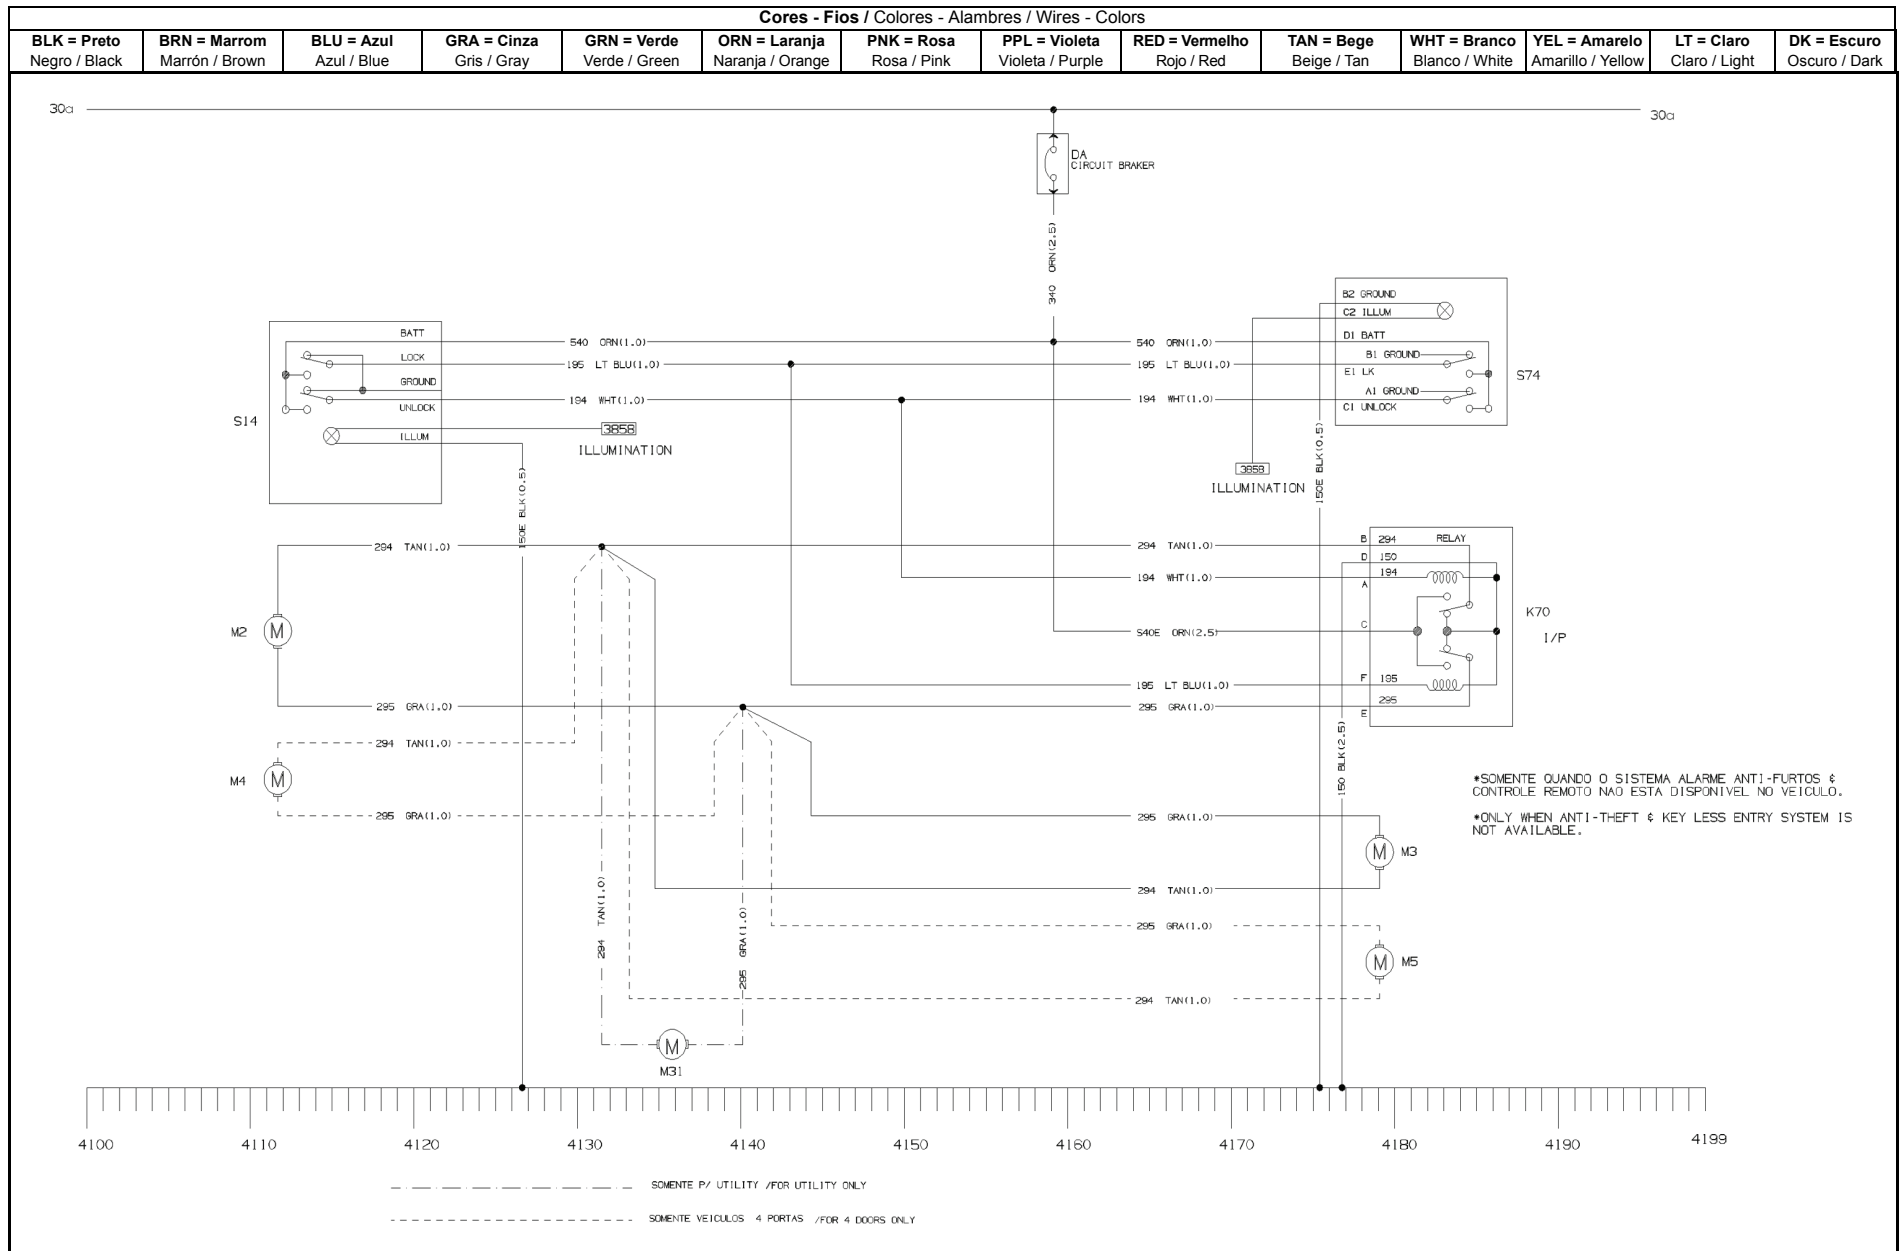 Cores - Fios / Colores - Alambres / Wires - Colors
BLK = Preto BRN = Marrom BLU = Azul GRA = Cinza GRN = Verde ORN = Laranja PNK = Rosa PPL = Violeta RED = Vermelho TAN = Bege WHT = Branco YEL = Amarelo LT = Claro DK = Escuro
Negro / Black Marrón / Brown Azul / Blue Gris / Gray Verde / Green Naranja / Orange Rosa / Pink Violeta / Purple Rojo / Red Beige / Tan Blanco / White Amarillo / Yellow Claro / Light Oscuro / Dark
30a
30a
DA
CIRCUIT BRAKER
340 ORN(2.5)
BATT
LOCK
GROUND
UNLOCK
ILLUM
S14
540 ORN(1.0)
195 LT BLU(1.0)
194 WHT(1.0)
385B
ILLUMINATION
150E BLK(0.5)
540 ORN(1.0)
195 LT BLU(1.0)
194 WHT(1.0)
B2 GROUND
C2 ILLUM
D1 BATT
B1 GROUND
E1 LK
A1 GROUND
C1 UNLOCK
S74
385B
ILLUMINATION
150E BLK(0.5)
294 TAN(1.0)
294 TAN(1.0)
194 WHT(1.0)
S40E ORN(2.5)
195 LT BLU(1.0)
295 GRA(1.0)
B 294 RELAY
D 150
194
A
C
F 195
295
E
K70
I/P
M2
M
295 GRA(1.0)
294 TAN(1.0)
M4
M
295 GRA(1.0)
150 BLK(2.5)
*SOMENTE QUANDO O SISTEMA ALARME ANTI-FURTOS &
CONTROLE REMOTO NAO ESTA DISPONIVEL NO VEICULO.
*ONLY WHEN ANTI-THEFT & KEY LESS ENTRY SYSTEM IS
NOT AVAILABLE.
295 GRA(1.0)
M M3
294 TAN(1.0)
294 TAN(1.0)
295 GRA(1.0)
295 GRA(1.0)
M M5
294 TAN(1.0)
M
M31
4100 4110 4120 4130 4140 4150 4160 4170 4180 4190 4199
SOMENTE P/ UTILITY /FOR UTILITY ONLY
SOMENTE VEICULOS 4 PORTAS /FOR 4 DOORS ONLY